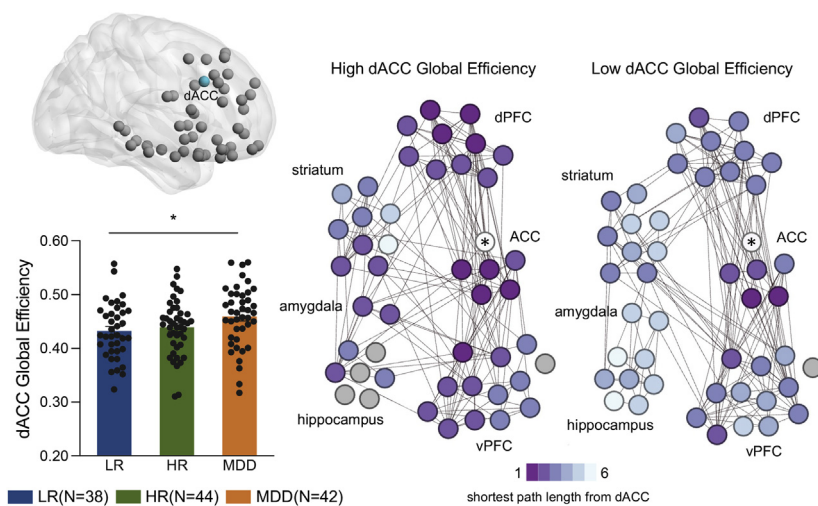 dACC
High dACC Global Efficiency
Low dACC Global Efficiency
dPFC
striatum
*
ACC
amygdala
hippocampus
vPFC
dPFC
striatum
*
ACC
amygdala
hippocampus
vPFC
*
dACC Global Efficiency
0.60
0.50
0.40
0.30
0.20
LR
HR
MDD
LR(N=38) HR(N=44) MDD(N=42)
1 6
shortest path length from dACC